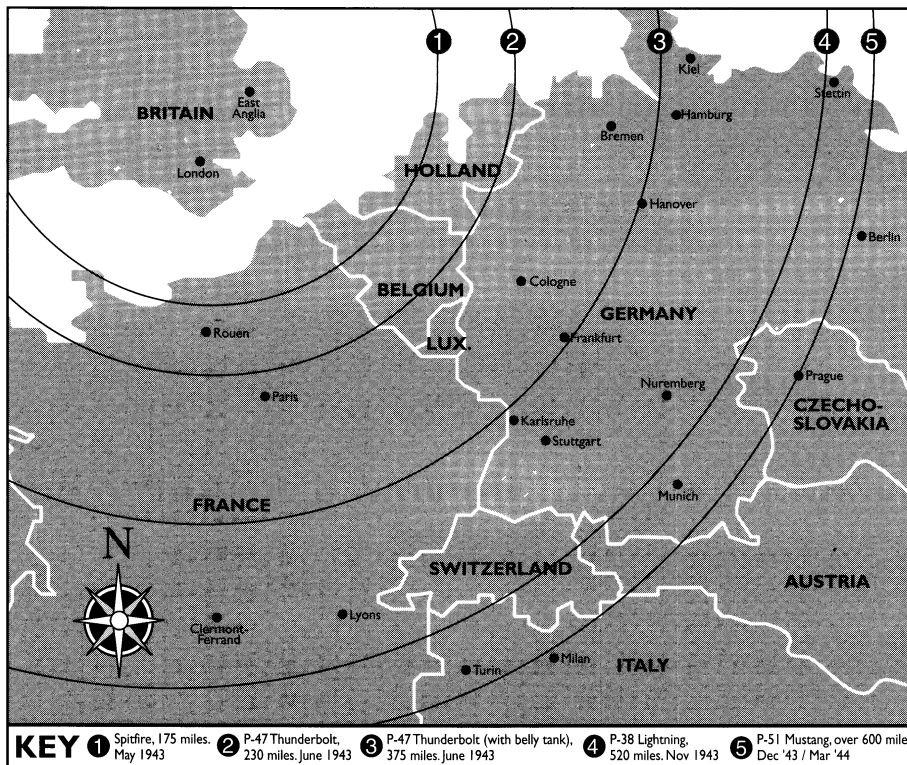 1
2
3
4
5
Kiel
Stettin
East
Anglia
BRITAIN
Hamburg
Bremen
London
HOLLAND
Hanover
Berlin
Cologne
BELGIUM
GERMANY
Rouen
Frankfurt
LUX.
Prague
Nuremberg
Paris
CZECHO-
SLOVAKIA
Karlsruhe
Stuttgart
Munich
FRANCE
N
SWITZERLAND
AUSTRIA
Lyons
Clermont-
Ferrand
Milan
ITALY
Turin
KEY
1 Spitfire, 175 miles.
May 1943
2 P-47 Thunderbolt,
230 miles. June 1943
3 P-47 Thunderbolt (with belly tank),
375 miles. June 1943
4 P-38 Lightning,
520 miles. Nov 1943
5 P-51 Mustang, over 600 mile
Dec '43 / Mar '44